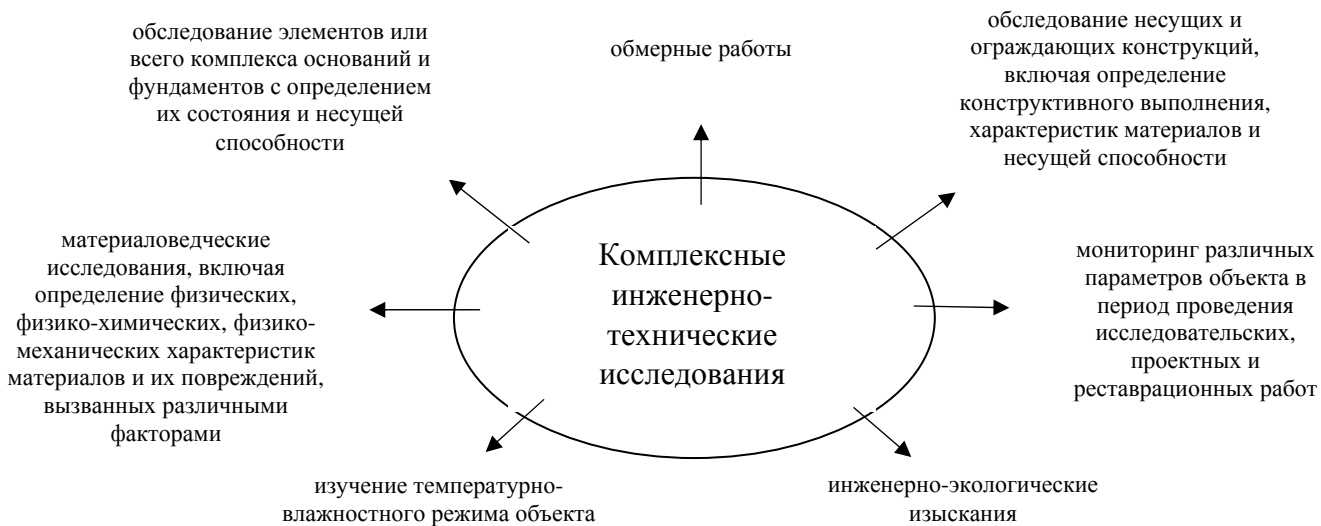 обследование элементов или
всего комплекса оснований и
фундаментов с определением
их состояния и несущей
способности
обмерные работы
обследование несущих и
ограждающих конструкций,
включая определение
конструктивного выполнения,
характеристик материалов и
несущей способности
материаловедческие
исследования, включая
определение физических,
физико-химических, физико-
механических характеристик
материалов и их повреждений,
вызванных различными
факторами
Комплексные
инженерно-
технические
исследования
мониторинг различных
параметров объекта в
период проведения
исследовательских,
проектных и
реставрационных работ
изучение температурно-
влажностного режима объекта
инженерно-экологические
изыскания